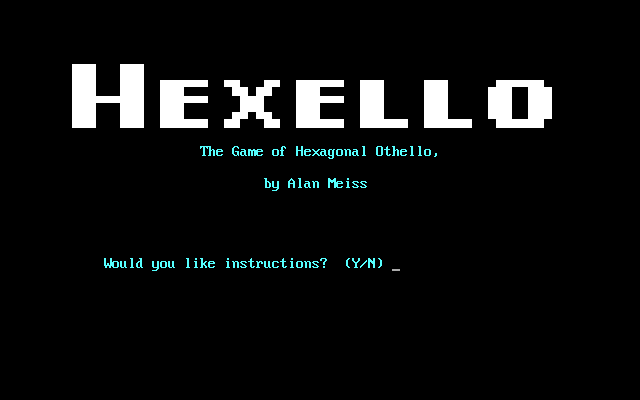 HEXELLO
The Game of Hexagonal Othello,
by Alan Meiss
Would you like instructions? (Y/N) _